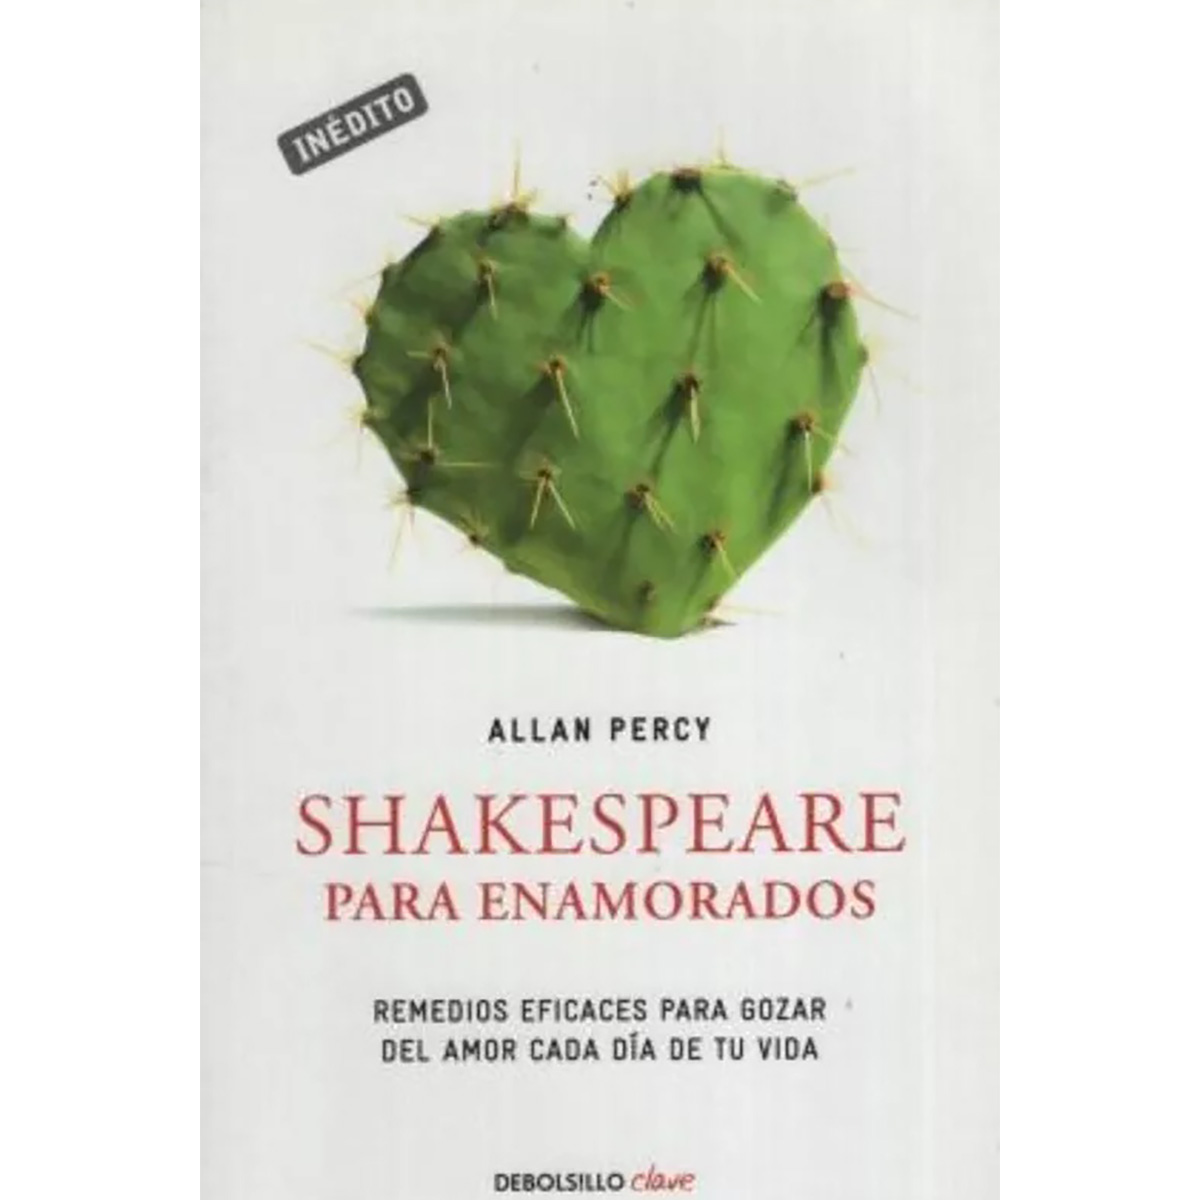 INÉDITO
ALLAN PERCY
SHAKESPEARE
PARA ENAMORADOS
REMEDIOS EFICACES PARA GOZAR
DEL AMOR CADA DÍA DE TU VIDA
DEBOLSILLO clave